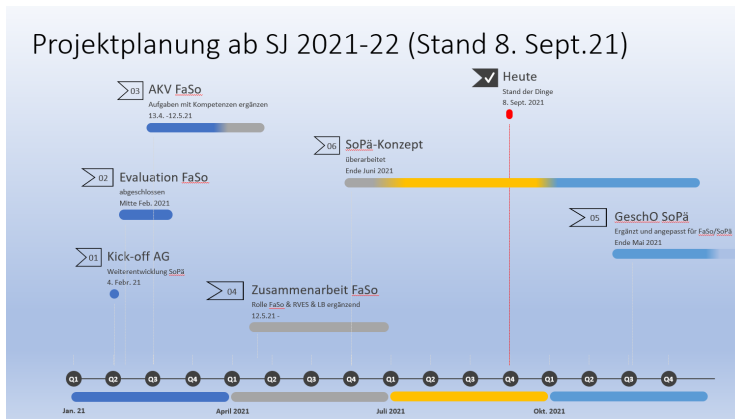 Projektplanung ab SJ 2021-22 (Stand 8. Sept.21)
03 AKV FaSo
Aufgaben mit Kompetenzen ergänzen
13.4. -12.5.21
Heute
Stand der Dinge
8. Sept. 2021
06 SoPä-Konzept
überarbeitet
Ende Juni 2021
02 Evaluation FaSo
abgeschlossen
Mitte Feb. 2021
05 GeschO SoPä
Ergänzt und angepasst für FaSo/SoPä
Ende Mai 2021
01 Kick-off AG
Weiterentwicklung SoPä
4. Febr. 21
04 Zusammenarbeit FaSo
Rolle FaSo & RVES & LB ergänzend
12.5.21 -
Q1 Q2 Q3 Q4 Q1 Q2 Q3 Q4 Q1 Q2 Q3 Q4 Q1 Q2 Q3 Q4
Jan. 21 April 2021 Juli 2021 Okt. 2021